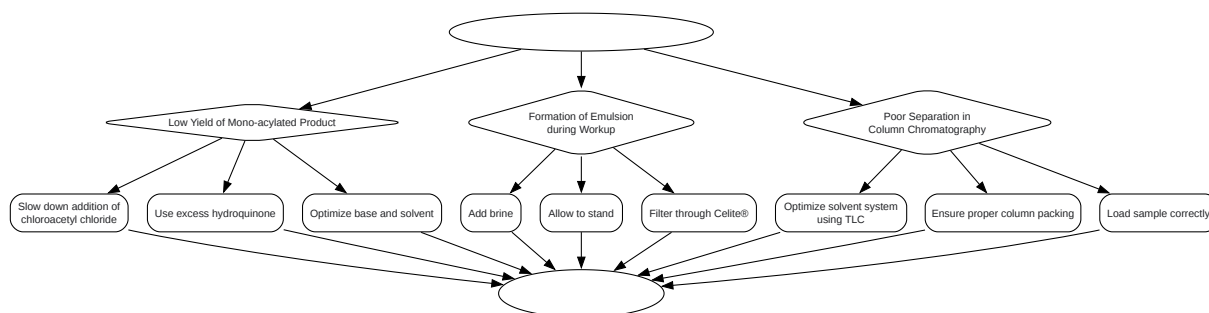 Low Yield of Mono-acylated Product
Formation of Emulsion
during Workup
Poor Separation in
Column Chromatography
Slow down addition of
chloroacetyl chloride
Use excess hydroquinone
Optimize base and solvent
Add brine
Allow to stand
Filter through Celite®
Optimize solvent system
using TLC
Ensure proper column packing
Load sample correctly